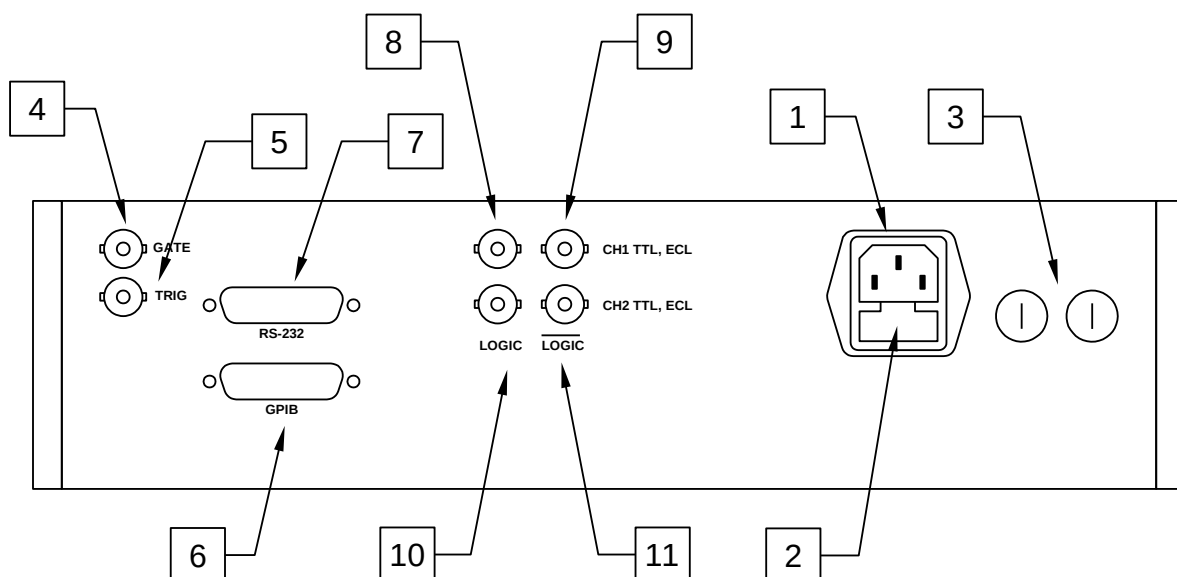 8
9
4
5
7
1
3
GATE
CH1 TTL, ECL
TRIG
CH2 TTL, ECL
RS-232
LOGIC
LOGIC
GPIB
6
10
11
2